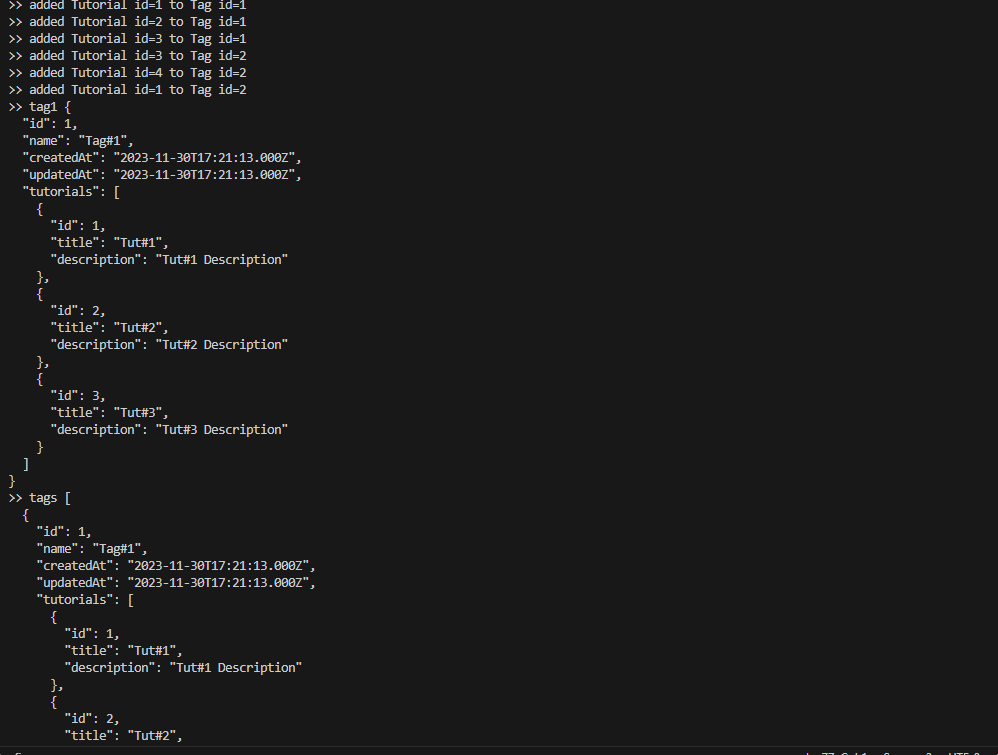 >> added Tutorial id=1 to Tag id=1
>> added Tutorial id=2 to Tag id=1
>> added Tutorial id=3 to Tag id=1
>> added Tutorial id=3 to Tag id=2
>> added Tutorial id=4 to Tag id=2
>> added Tutorial id=1 to Tag id=2
>> tag1 {
  "id": 1,
  "name": "Tag#1",
  "createdAt": "2023-11-30T17:21:13.000Z",
  "updatedAt": "2023-11-30T17:21:13.000Z",
  "tutorials": [
    {
      "id": 1,
      "title": "Tut#1",
      "description": "Tut#1 Description"
    },
    {
      "id": 2,
      "title": "Tut#2",
      "description": "Tut#2 Description"
    },
    {
      "id": 3,
      "title": "Tut#3",
      "description": "Tut#3 Description"
    }
  ]
}
>> tags [
  {
    "id": 1,
    "name": "Tag#1",
    "createdAt": "2023-11-30T17:21:13.000Z",
    "updatedAt": "2023-11-30T17:21:13.000Z",
    "tutorials": [
      {
        "id": 1,
        "title": "Tut#1",
        "description": "Tut#1 Description"
      },
      {
        "id": 2,
        "title": "Tut#2",